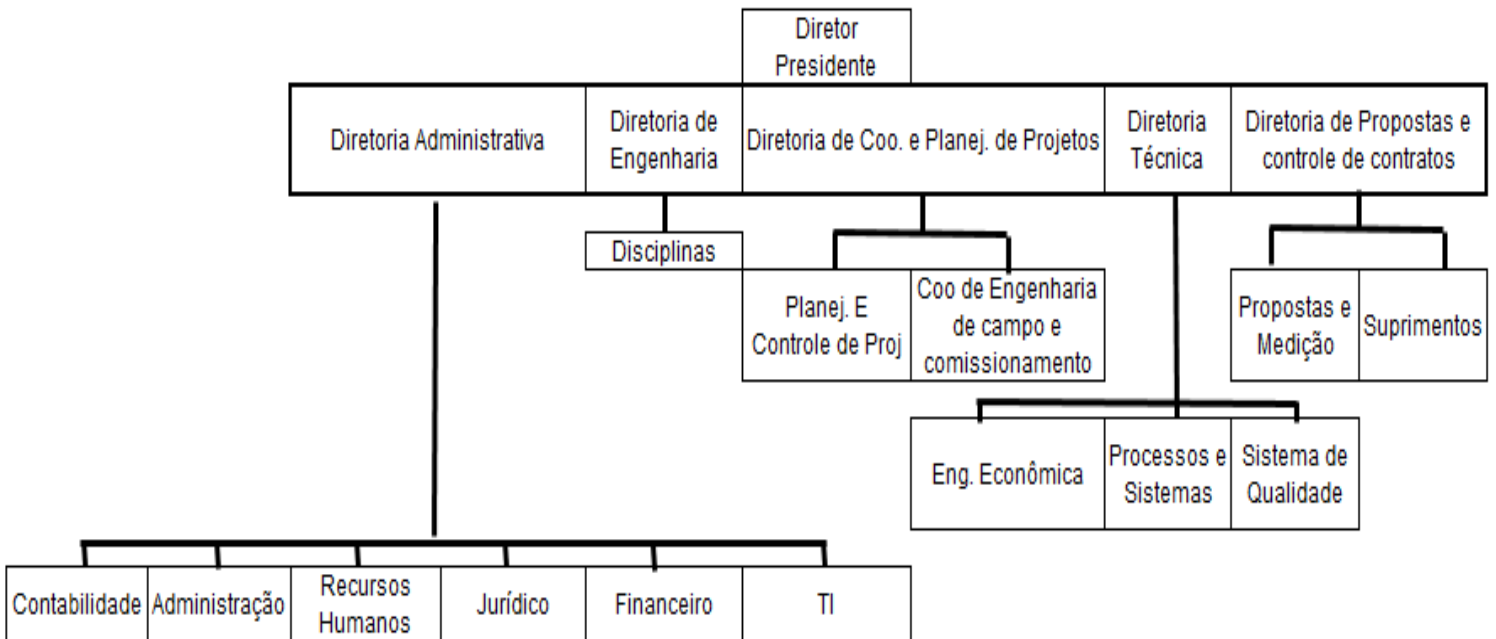 Diretor
Presidente
Diretoria Administrativa
Diretoria de
Engenharia
Diretoria de Coo. e Planej. de Projetos
Diretoria
Técnica
Diretoria de Propostas e
controle de contratos
Disciplinas
Planej. E
Controle de Proj
Coo de Engenharia
de campo e
comissionamento
Propostas e
Medição
Suprimentos
Eng. Econômica
Processos e
Sistemas
Sistema de
Qualidade
Contabilidade
Administração
Recursos
Humanos
Jurídico
Financeiro
TI